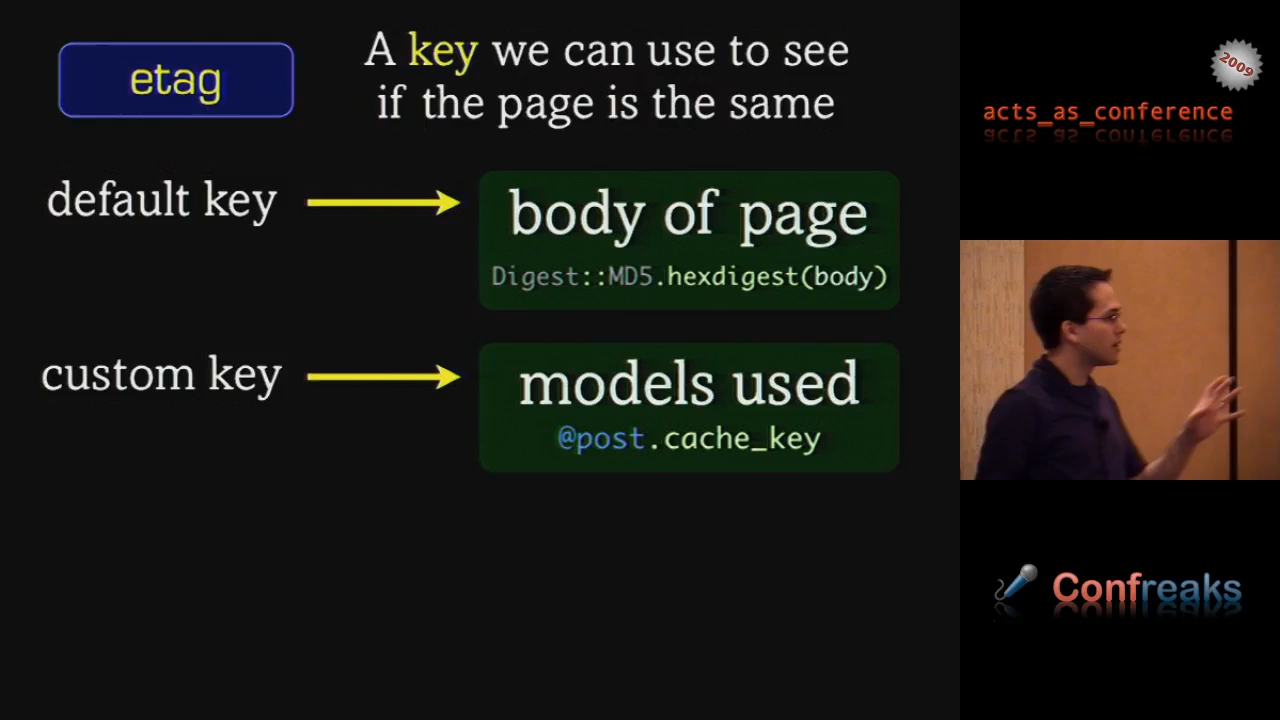 etag
A key we can use to see
if the page is the same
default key
body of page
Digest::MD5.hexdigest(body)
custom key
models used
@post.cache_key
2009
acts_as_conference
Confreaks